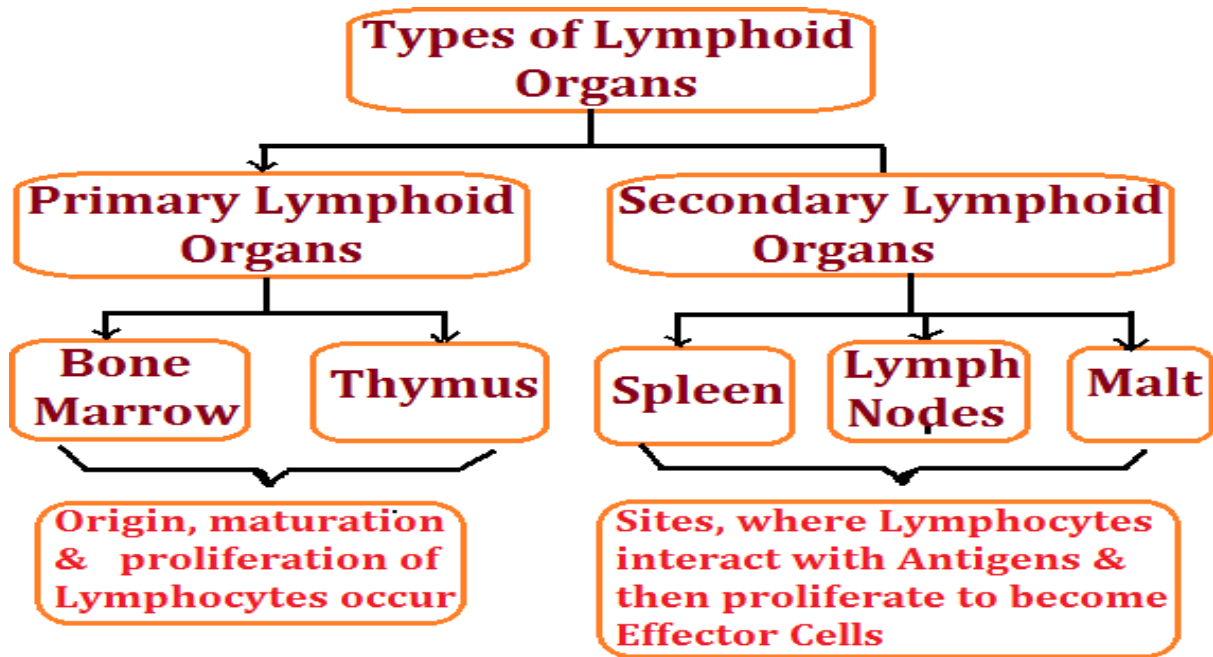 Types of Lymphoid
Organs
Primary Lymphoid
Organs
Secondary Lymphoid
Organs
Bone
Marrow
Thymus
Spleen
Lymph
Nodes
Malt
Origin, maturation
& proliferation of
Lymphocytes occur
Sites, where Lymphocytes
interact with Antigens &
then proliferate to become
Effector Cells